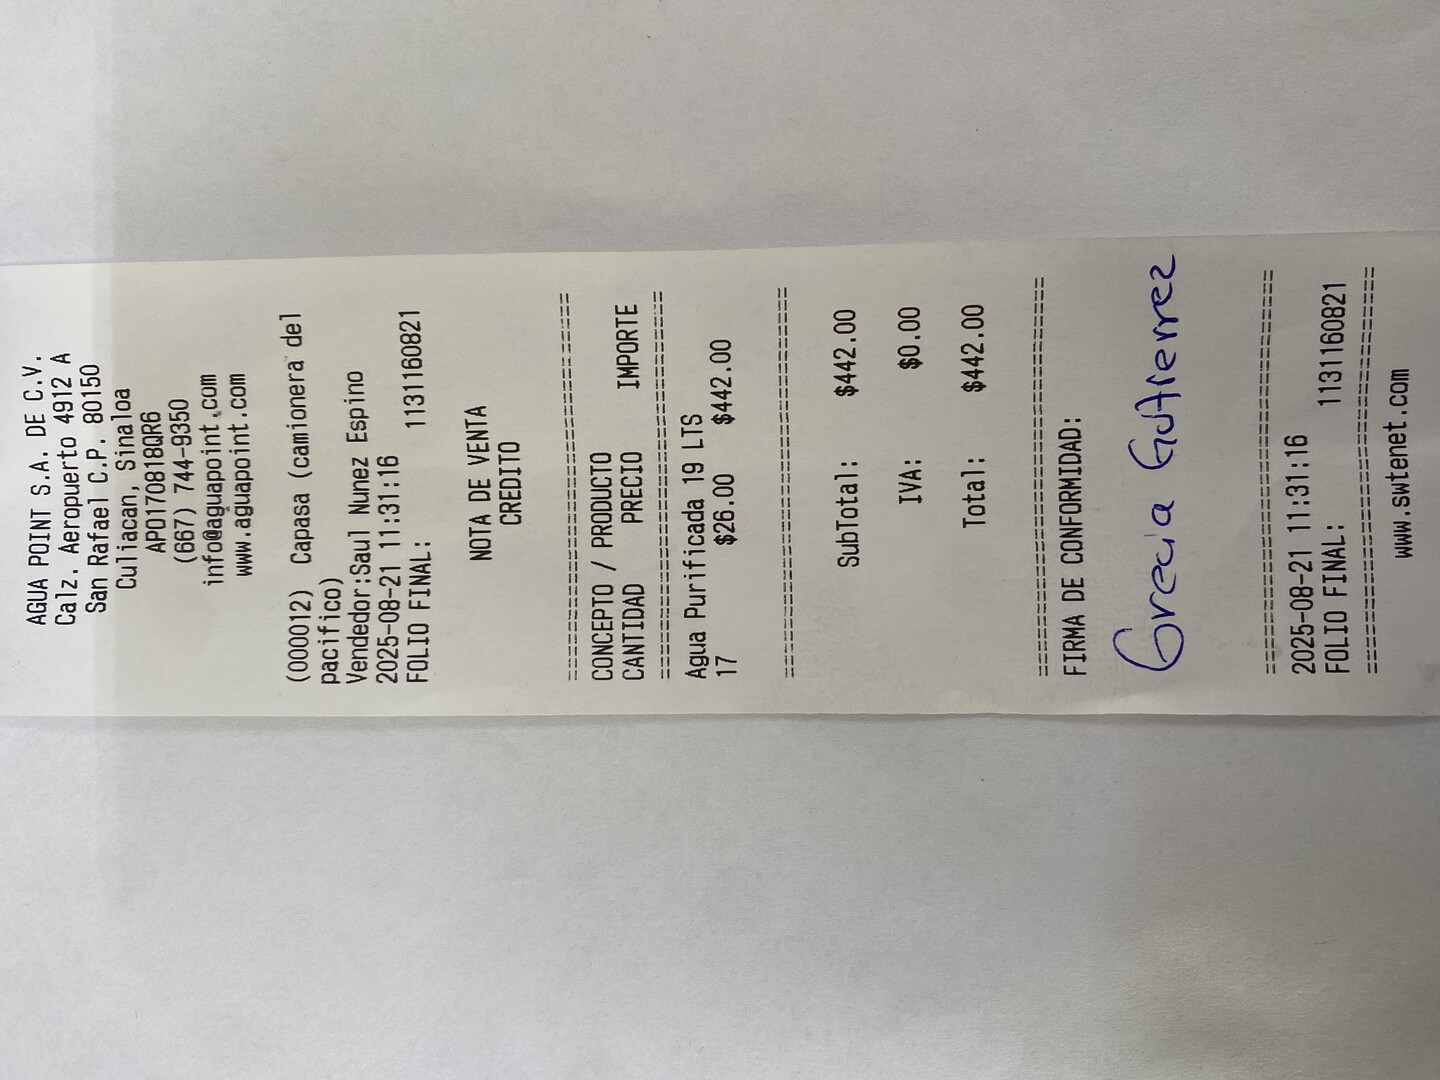 AGUA POINT S.A. DE C.V.
Calz. Aeropuerto 4912 A
San Rafael C.P. 80150
Culiacan, Sinaloa
APO170818QR6
(667) 744-9350
info@aguapoint.com
www.aguapoint.com
(000012) Capasa (camionera del
pacifico)
Vendedor:Saul Nunez Espino
2025-08-21 11:31:16
FOLIO FINAL: 1131160821
NOTA DE VENTA
CREDITO
==============================
CONCEPTO / PRODUCTO
CANTIDAD PRECIO IMPORTE
==============================
Agua Purificada 19 LTS
17 $26.00 $442.00
==============================
SubTotal: $442.00
IVA: $0.00
Total: $442.00
==============================
FIRMA DE CONFORMIDAD:
Grecia Gutierrez
==============================
2025-08-21 11:31:16
FOLIO FINAL: 1131160821
==============================
www.swtenet.com